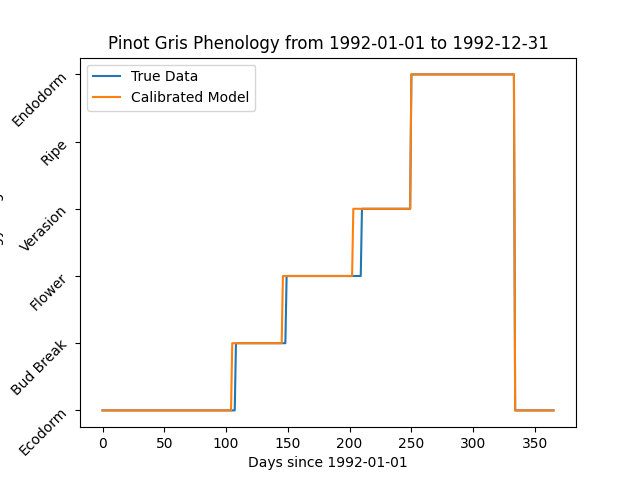 Pinot Gris Phenology from 1992-01-01 to 1992-12-31
True Data
Calibrated Model
Endodorm
Ripe
Verasion
Flower
Bud Break
Ecodorm
0 50 100 150 200 250 300 350
Days since 1992-01-01